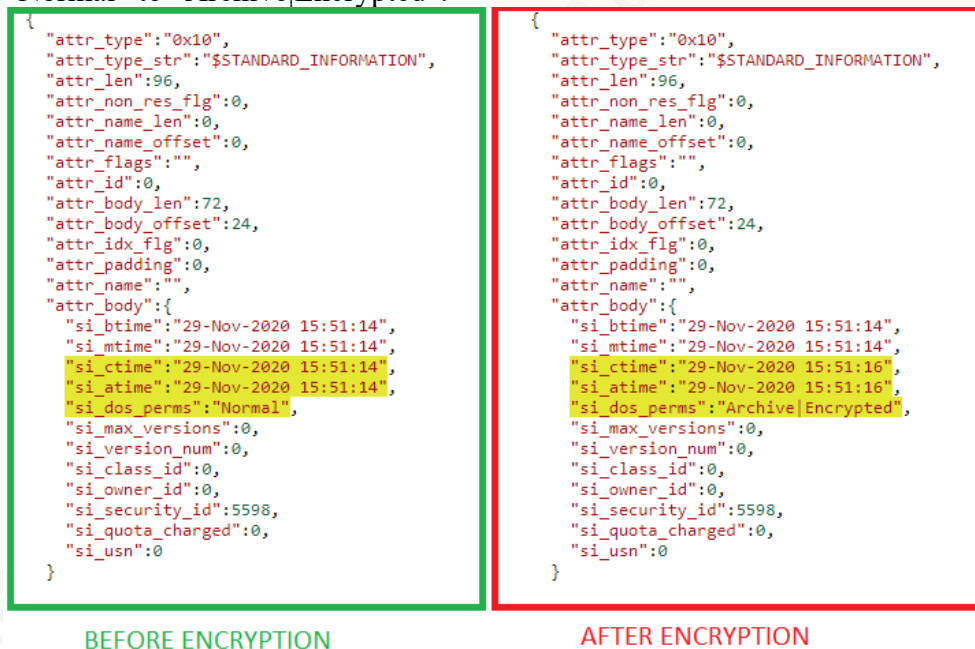 "Normal" to "Archive|Encrypted".
{
"attr_type":"0x10",
"attr_type_str":"$STANDARD_INFORMATION",
"attr_len":96,
"attr_non_res_flg":0,
"attr_name_len":0,
"attr_name_offset":0,
"attr_flags":"",
"attr_id":0,
"attr_body_len":72,
"attr_body_offset":24,
"attr_idx_flg":0,
"attr_padding":0,
"attr_name":"",
"attr_body":{
"si_btime":"29-Nov-2020 15:51:14",
"si_mtime":"29-Nov-2020 15:51:14",
"si_ctime":"29-Nov-2020 15:51:14",
"si_atime":"29-Nov-2020 15:51:14",
"si_dos_perms":"Normal",
"si_max_versions":0,
"si_version_num":0,
"si_class_id":0,
"si_owner_id":0,
"si_security_id":5598,
"si_quota_charged":0,
"si_usn":0
}
BEFORE ENCRYPTION
{
"attr_type":"0x10",
"attr_type_str":"$STANDARD_INFORMATION",
"attr_len":96,
"attr_non_res_flg":0,
"attr_name_len":0,
"attr_name_offset":0,
"attr_flags":"",
"attr_id":0,
"attr_body_len":72,
"attr_body_offset":24,
"attr_idx_flg":0,
"attr_padding":0,
"attr_name":"",
"attr_body":{
"si_btime":"29-Nov-2020 15:51:14",
"si_mtime":"29-Nov-2020 15:51:14",
"si_ctime":"29-Nov-2020 15:51:16",
"si_atime":"29-Nov-2020 15:51:16",
"si_dos_perms":"Archive|Encrypted",
"si_max_versions":0,
"si_version_num":0,
"si_class_id":0,
"si_owner_id":0,
"si_security_id":5598,
"si_quota_charged":0,
"si_usn":0
}
AFTER ENCRYPTION